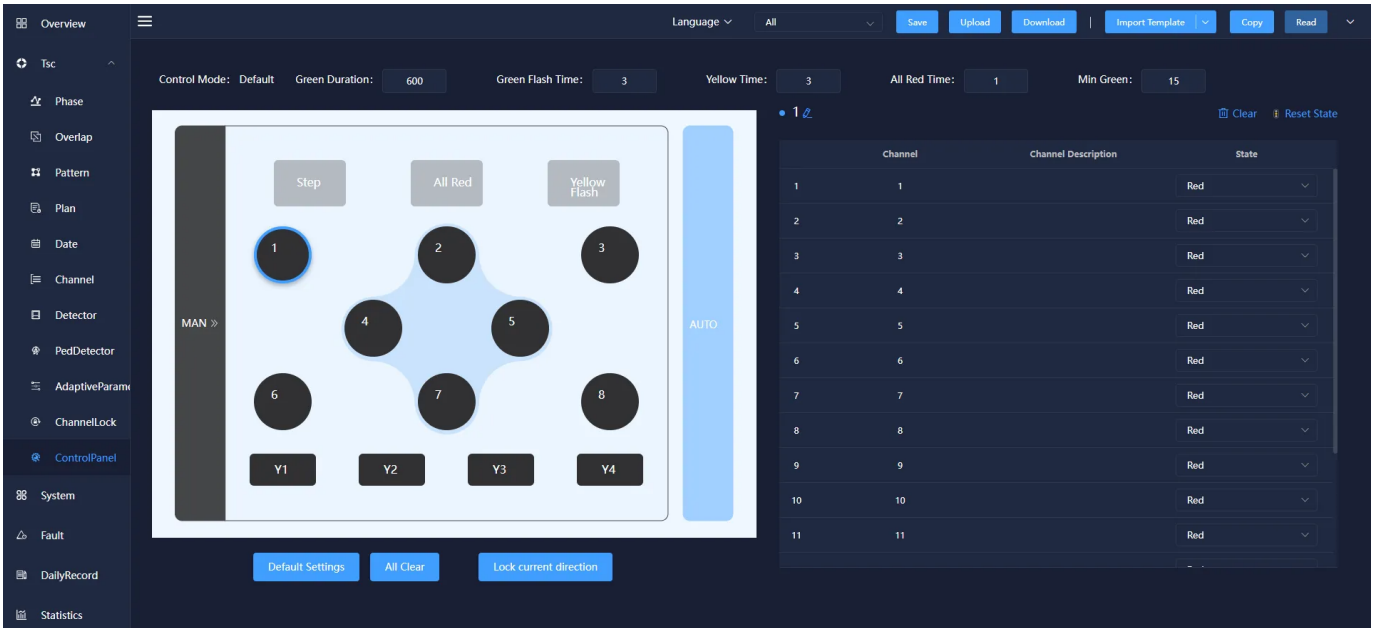 Overview
Language
All
Save
Upload
Download
Import Template
Copy
Read
Tsc
Control Mode: Default
Green Duration: 600
Green Flash Time: 3
Yellow Time: 3
All Red Time: 1
Min Green: 15
Phase
Overlap
Pattern
Plan
Date
Channel
Detector
PedDetector
AdaptiveParam
ChannelLock
ControlPanel
System
Fault
DailyRecord
Statistics
MAN »
Step
All Red
Yellow
Flash
1
2
3
4
5
6
7
8
Y1
Y2
Y3
Y4
AUTO
Default Settings
All Clear
Lock current direction
1
Clear
Reset State
Channel Channel Description State
1 1 Red
2 2 Red
3 3 Red
4 4 Red
5 5 Red
6 6 Red
7 7 Red
8 8 Red
9 9 Red
10 10 Red
11 11 Red